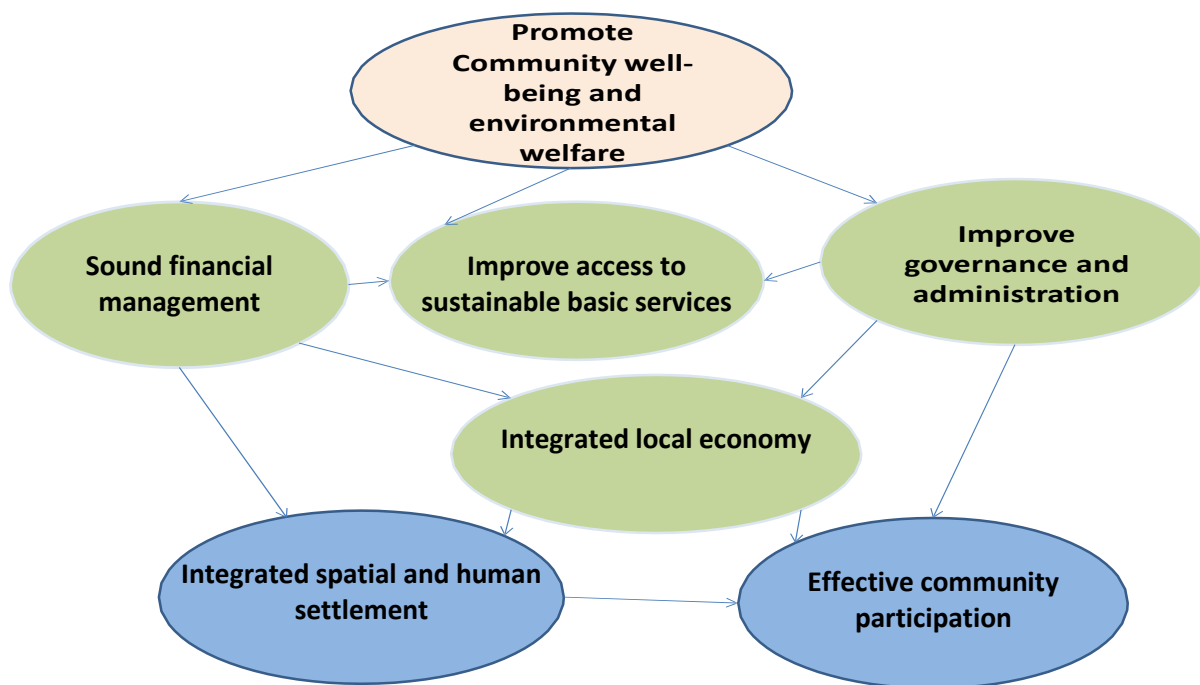 Promote
Community well-
being and
environmental
welfare
Sound financial
management
Improve access to
sustainable basic services
Improve
governance and
administration
Integrated local economy
Integrated spatial and human
settlement
Effective community
participation